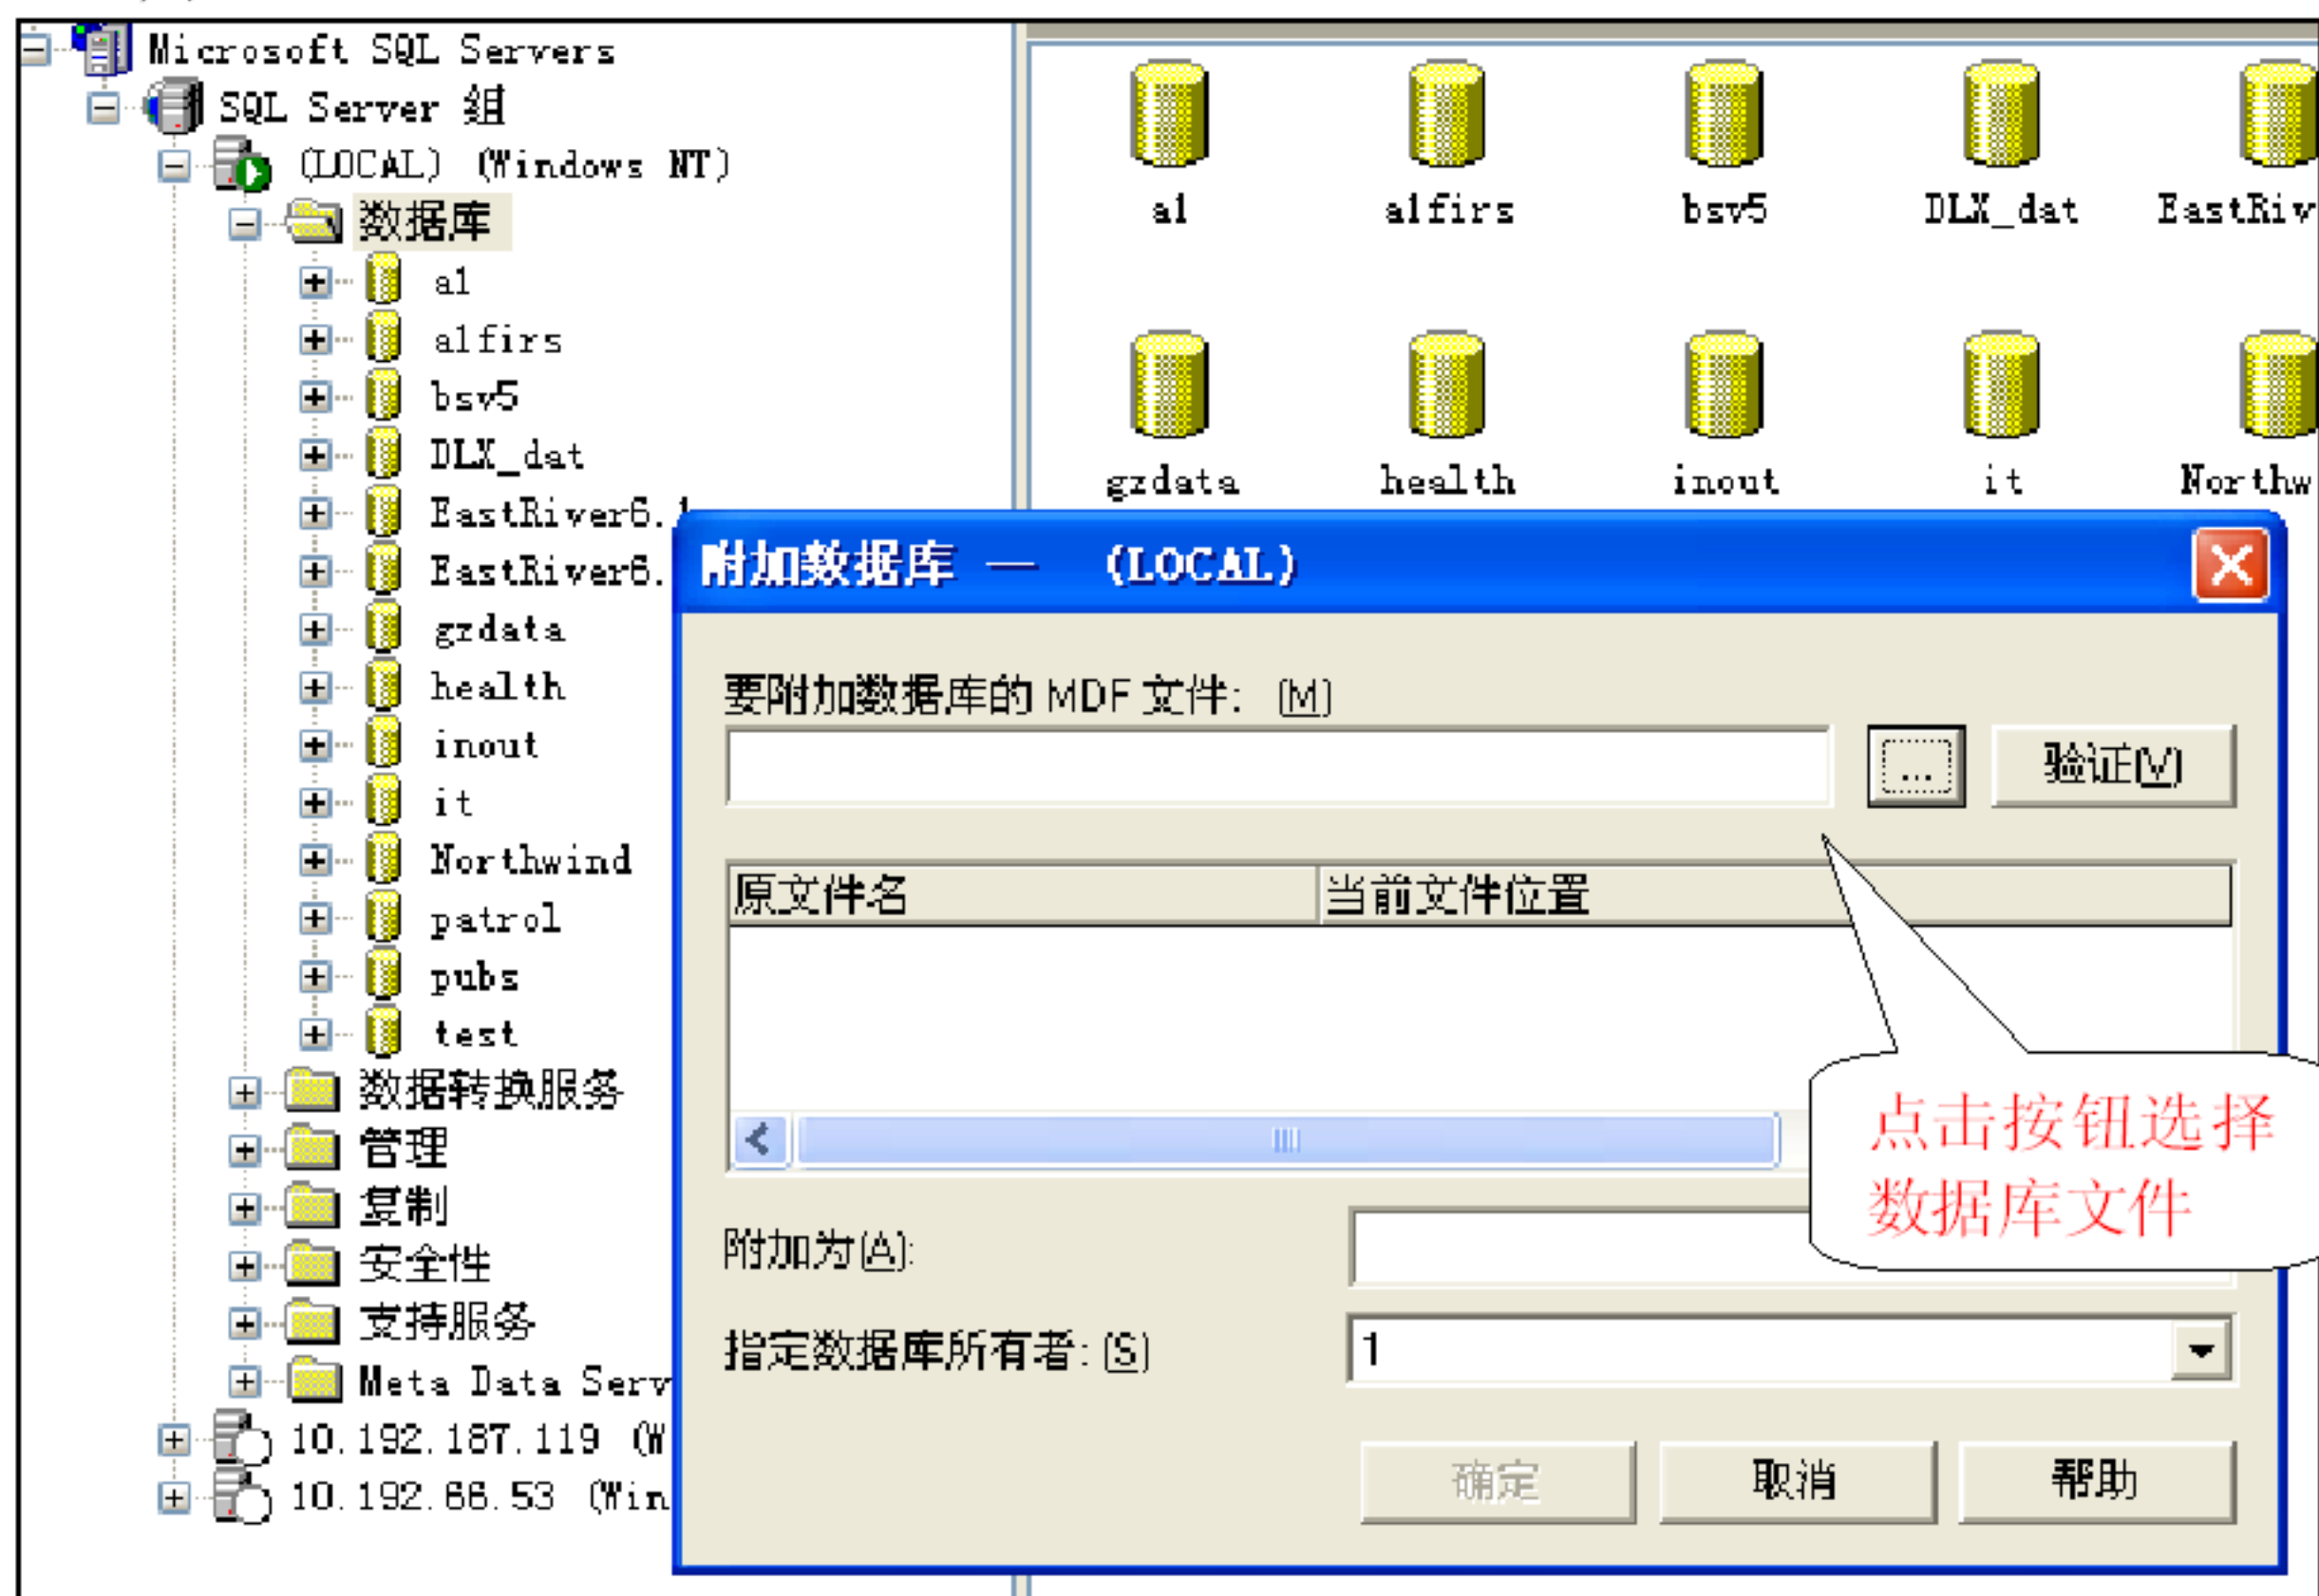 Microsoft SQL Servers
SQL Server 组
(LOCAL) (Windows NT)
数据库
a1
a1firs
bsv5
DLX_dat
EastRiver6.
EastRiver6.
gzdata
health
inout
it
Northwind
patrol
pubs
test
数据转换服务
管理
复制
安全性
支持服务
Meta Data Serv
10.192.187.119 (W
10.192.66.53 (Win
a1
a1firs
bsv5
DLX_dat
EastRiv
gzdata
health
inout
it
Northw
附加数据库 — (LOCAL)
要附加数据库的 MDF 文件: (M)
...
验证(V)
原文件名
当前文件位置
点击按钮选择
数据库文件
附加为(A):
指定数据库所有者: (S)
1
确定
取消
帮助